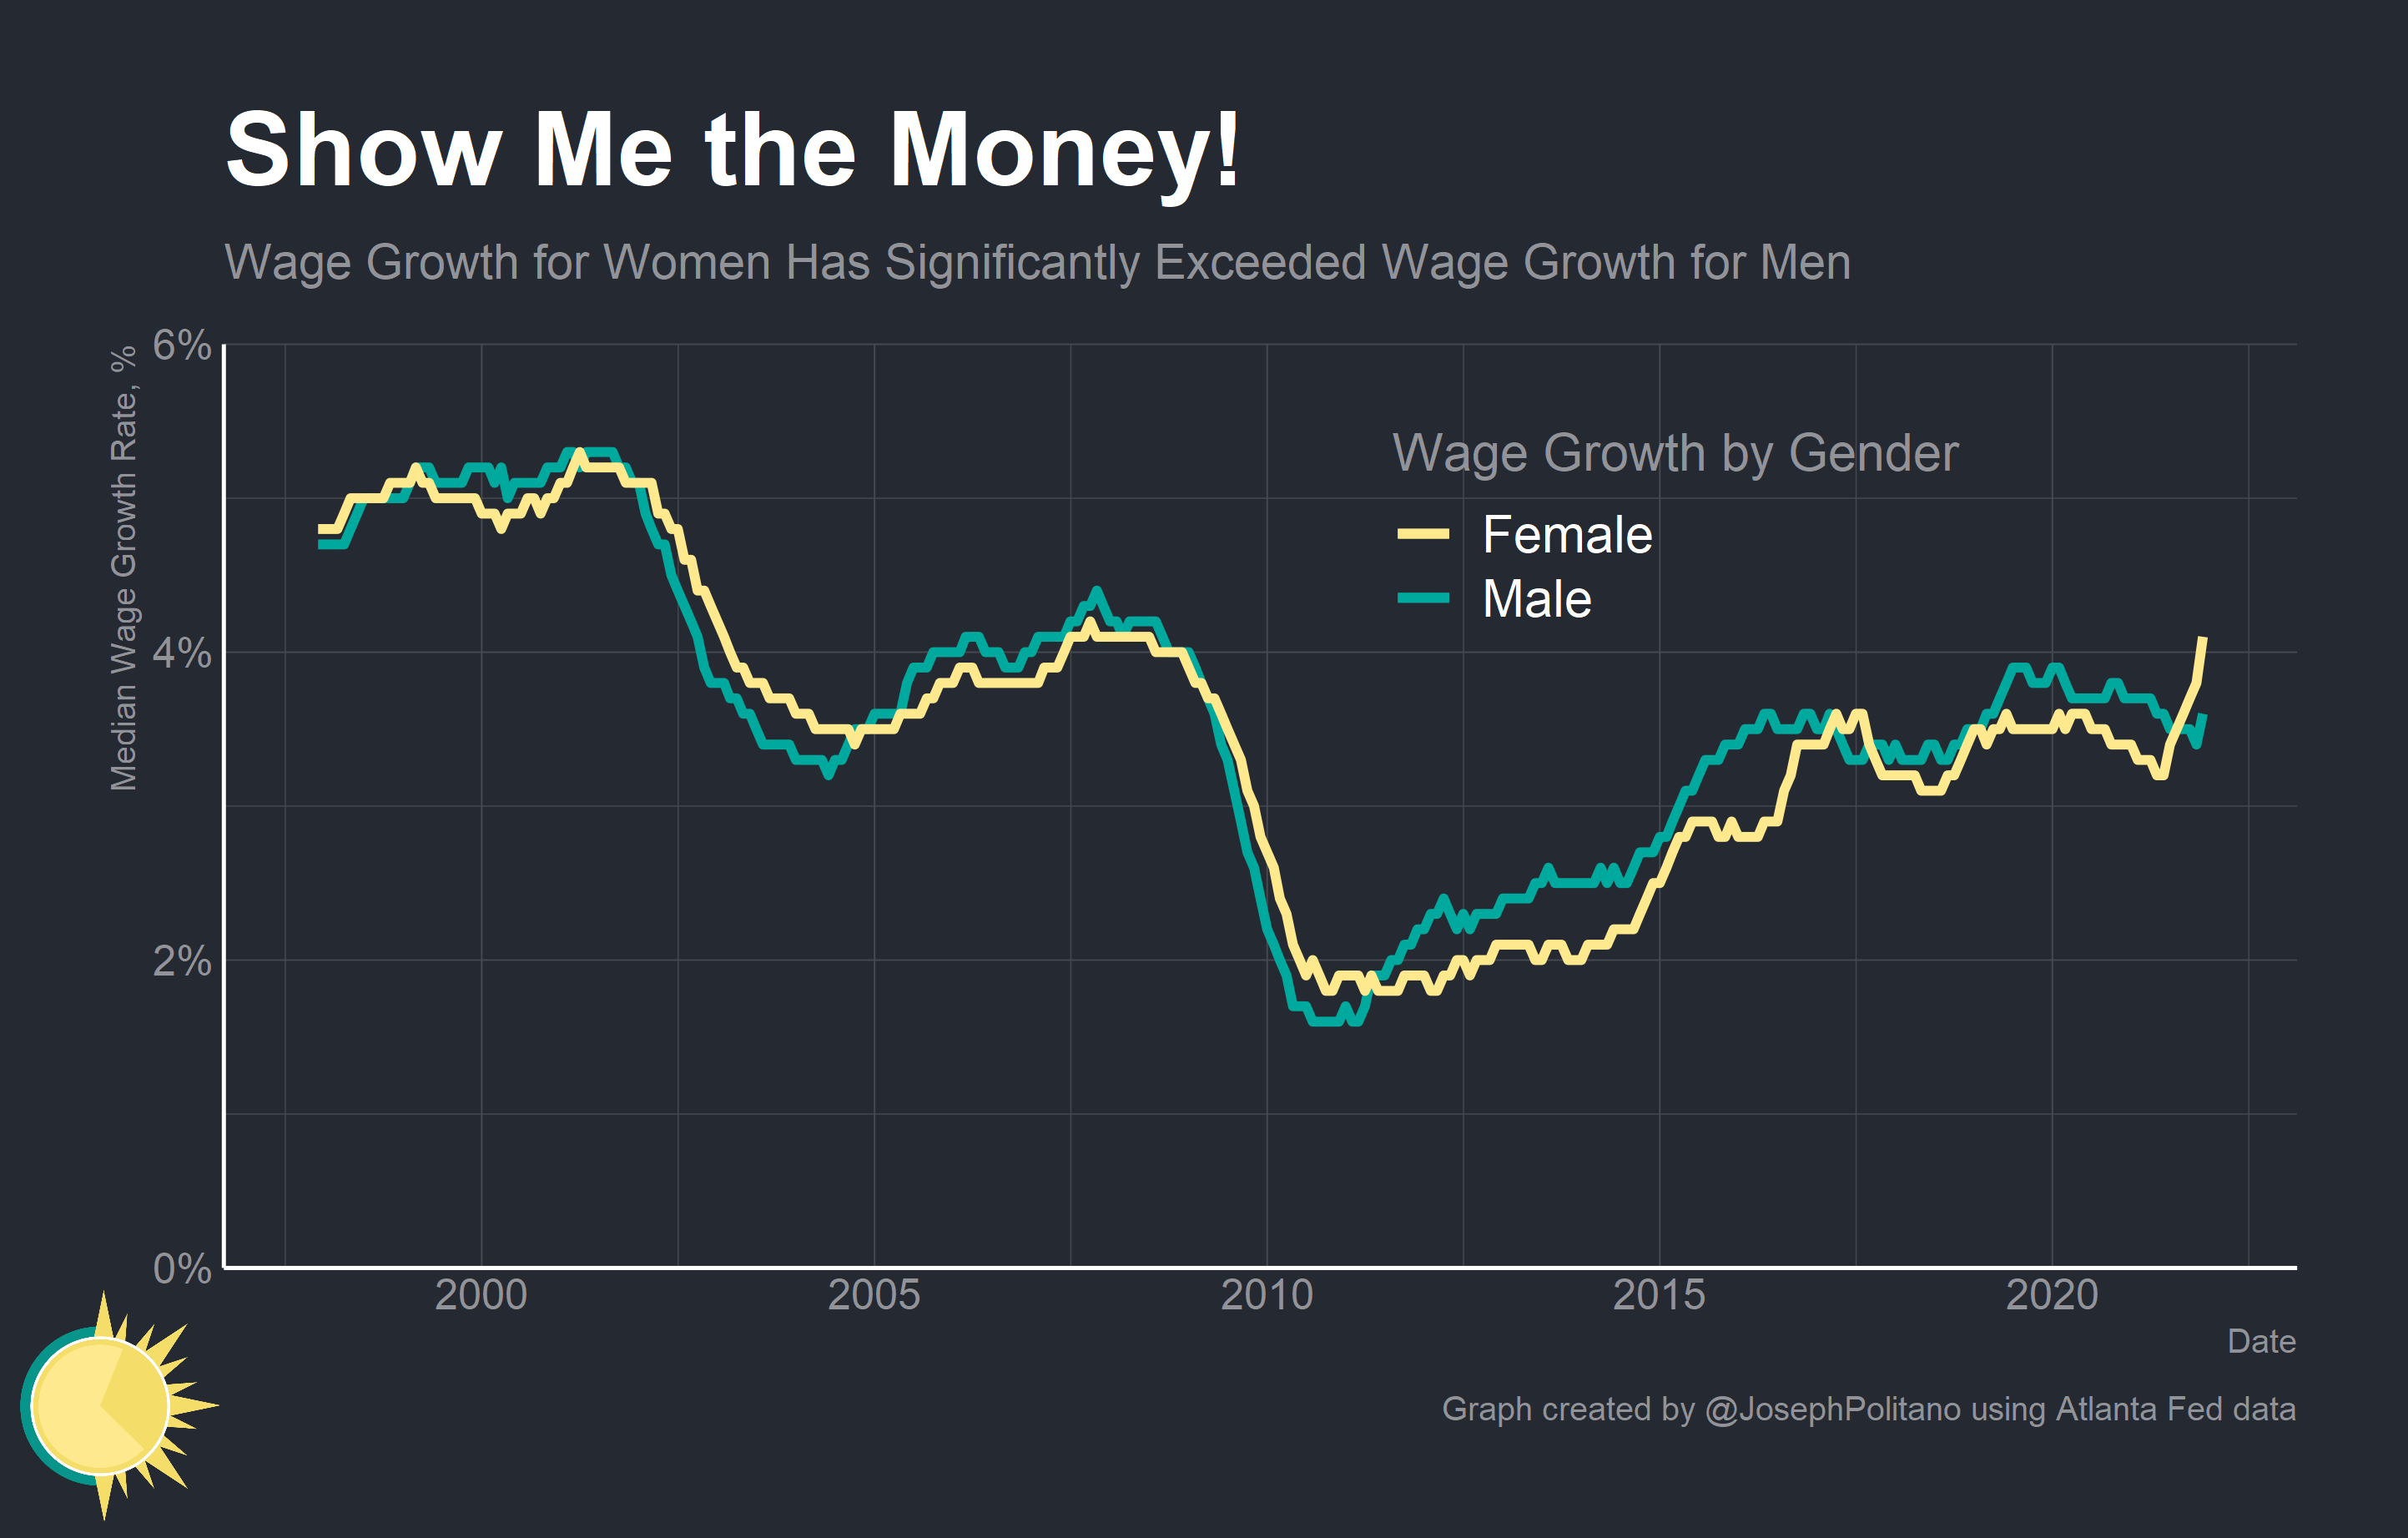 Show Me the Money!
Wage Growth for Women Has Significantly Exceeded Wage Growth for Men
Median Wage Growth Rate, %
6%
4%
2%
0%
Wage Growth by Gender
Female
Male
2000 2005 2010 2015 2020
Date
Graph created by @JosephPolitano using Atlanta Fed data